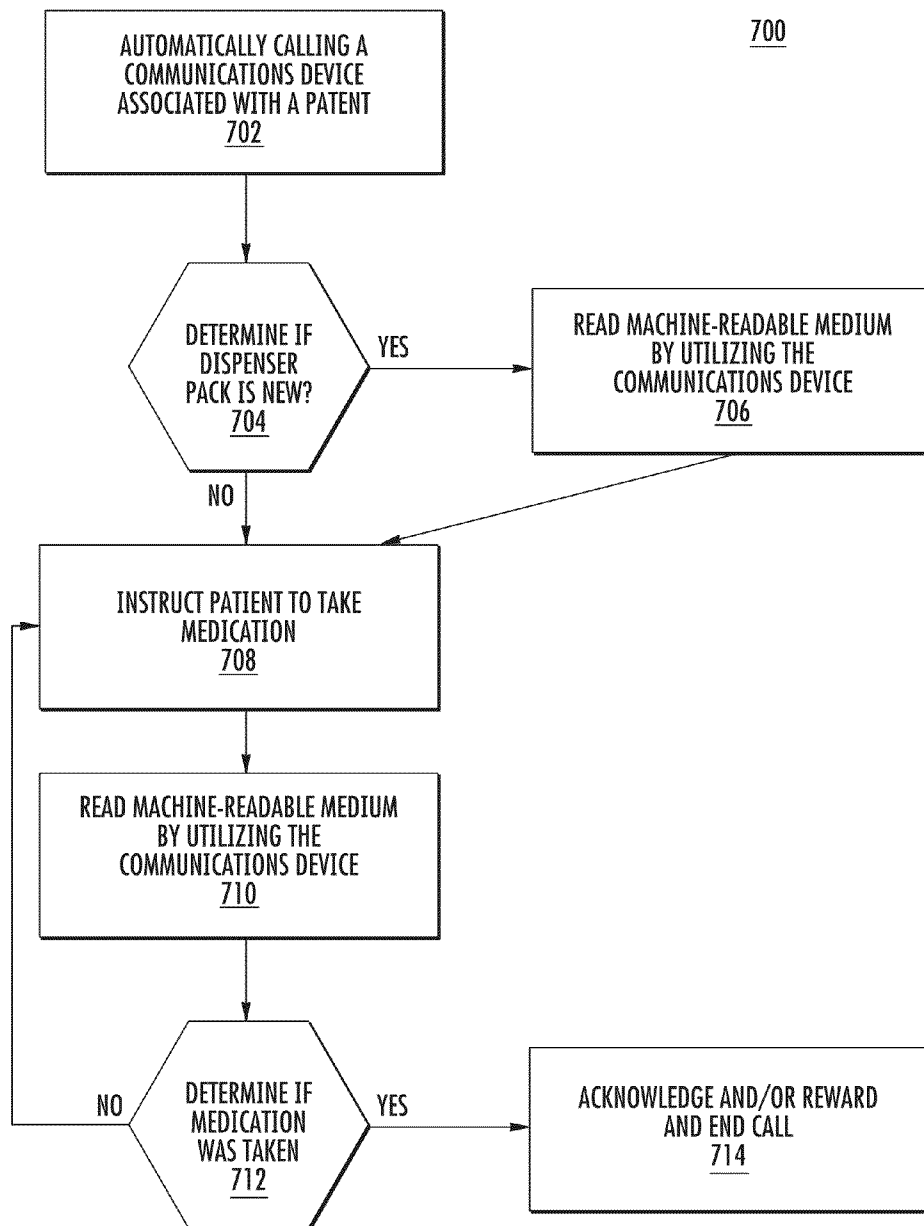 700
AUTOMATICALLY CALLING A
COMMUNICATIONS DEVICE
ASSOCIATED WITH A PATENT
702
DETERMINE IF
DISPENSER
PACK IS NEW?
704
YES
READ MACHINE-READABLE MEDIUM
BY UTILIZING THE
COMMUNICATIONS DEVICE
706
NO
INSTRUCT PATIENT TO TAKE
MEDICATION
708
READ MACHINE-READABLE MEDIUM
BY UTILIZING THE
COMMUNICATIONS DEVICE
710
NO
DETERMINE IF
MEDICATION
WAS TAKEN
712
YES
ACKNOWLEDGE AND/OR REWARD
AND END CALL
714